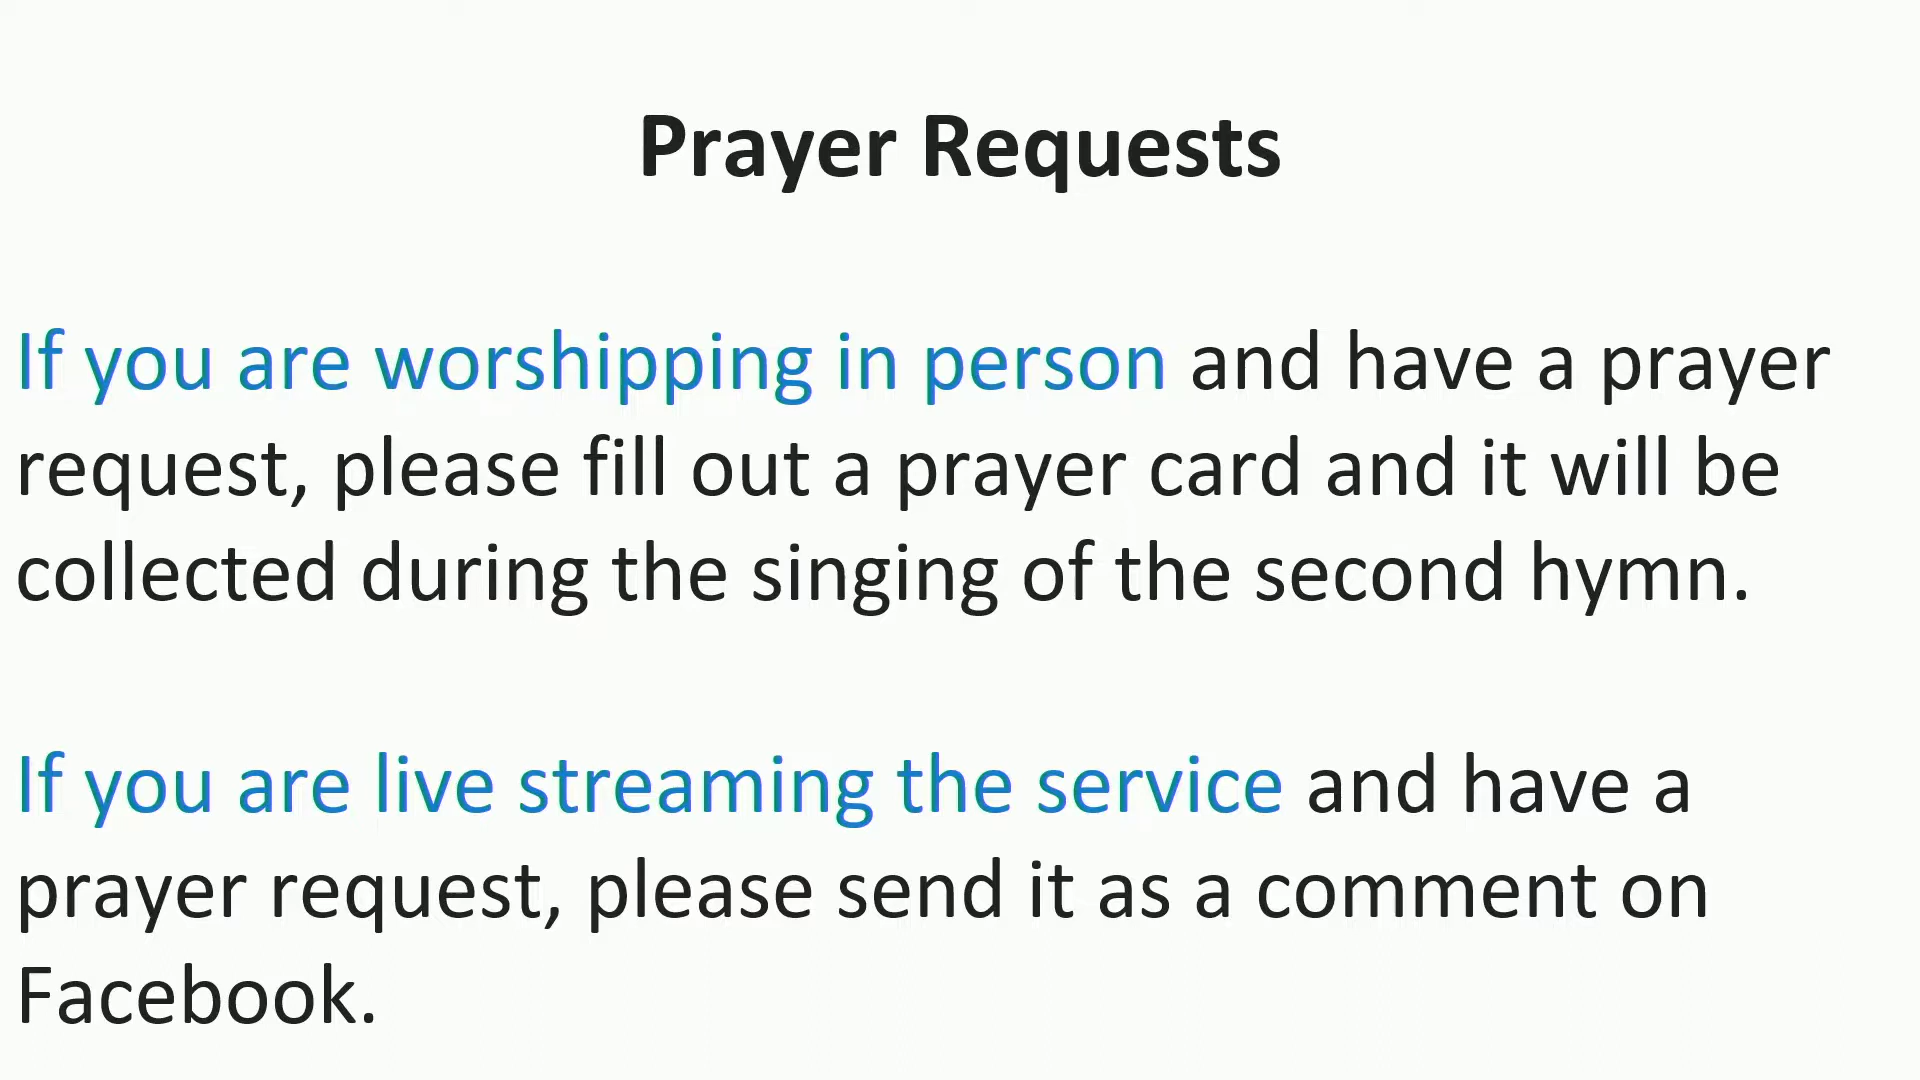 Prayer Requests
If you are worshipping in person and have a prayer
request, please fill out a prayer card and it will be
collected during the singing of the second hymn.
If you are live streaming the service and have a
prayer request, please send it as a comment on
Facebook.